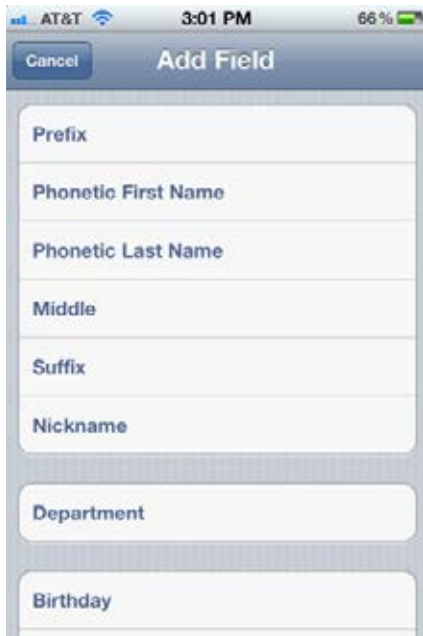 AT&T 3:01 PM 66%
Cancel Add Field
Prefix
Phonetic First Name
Phonetic Last Name
Middle
Suffix
Nickname
Department
Birthday